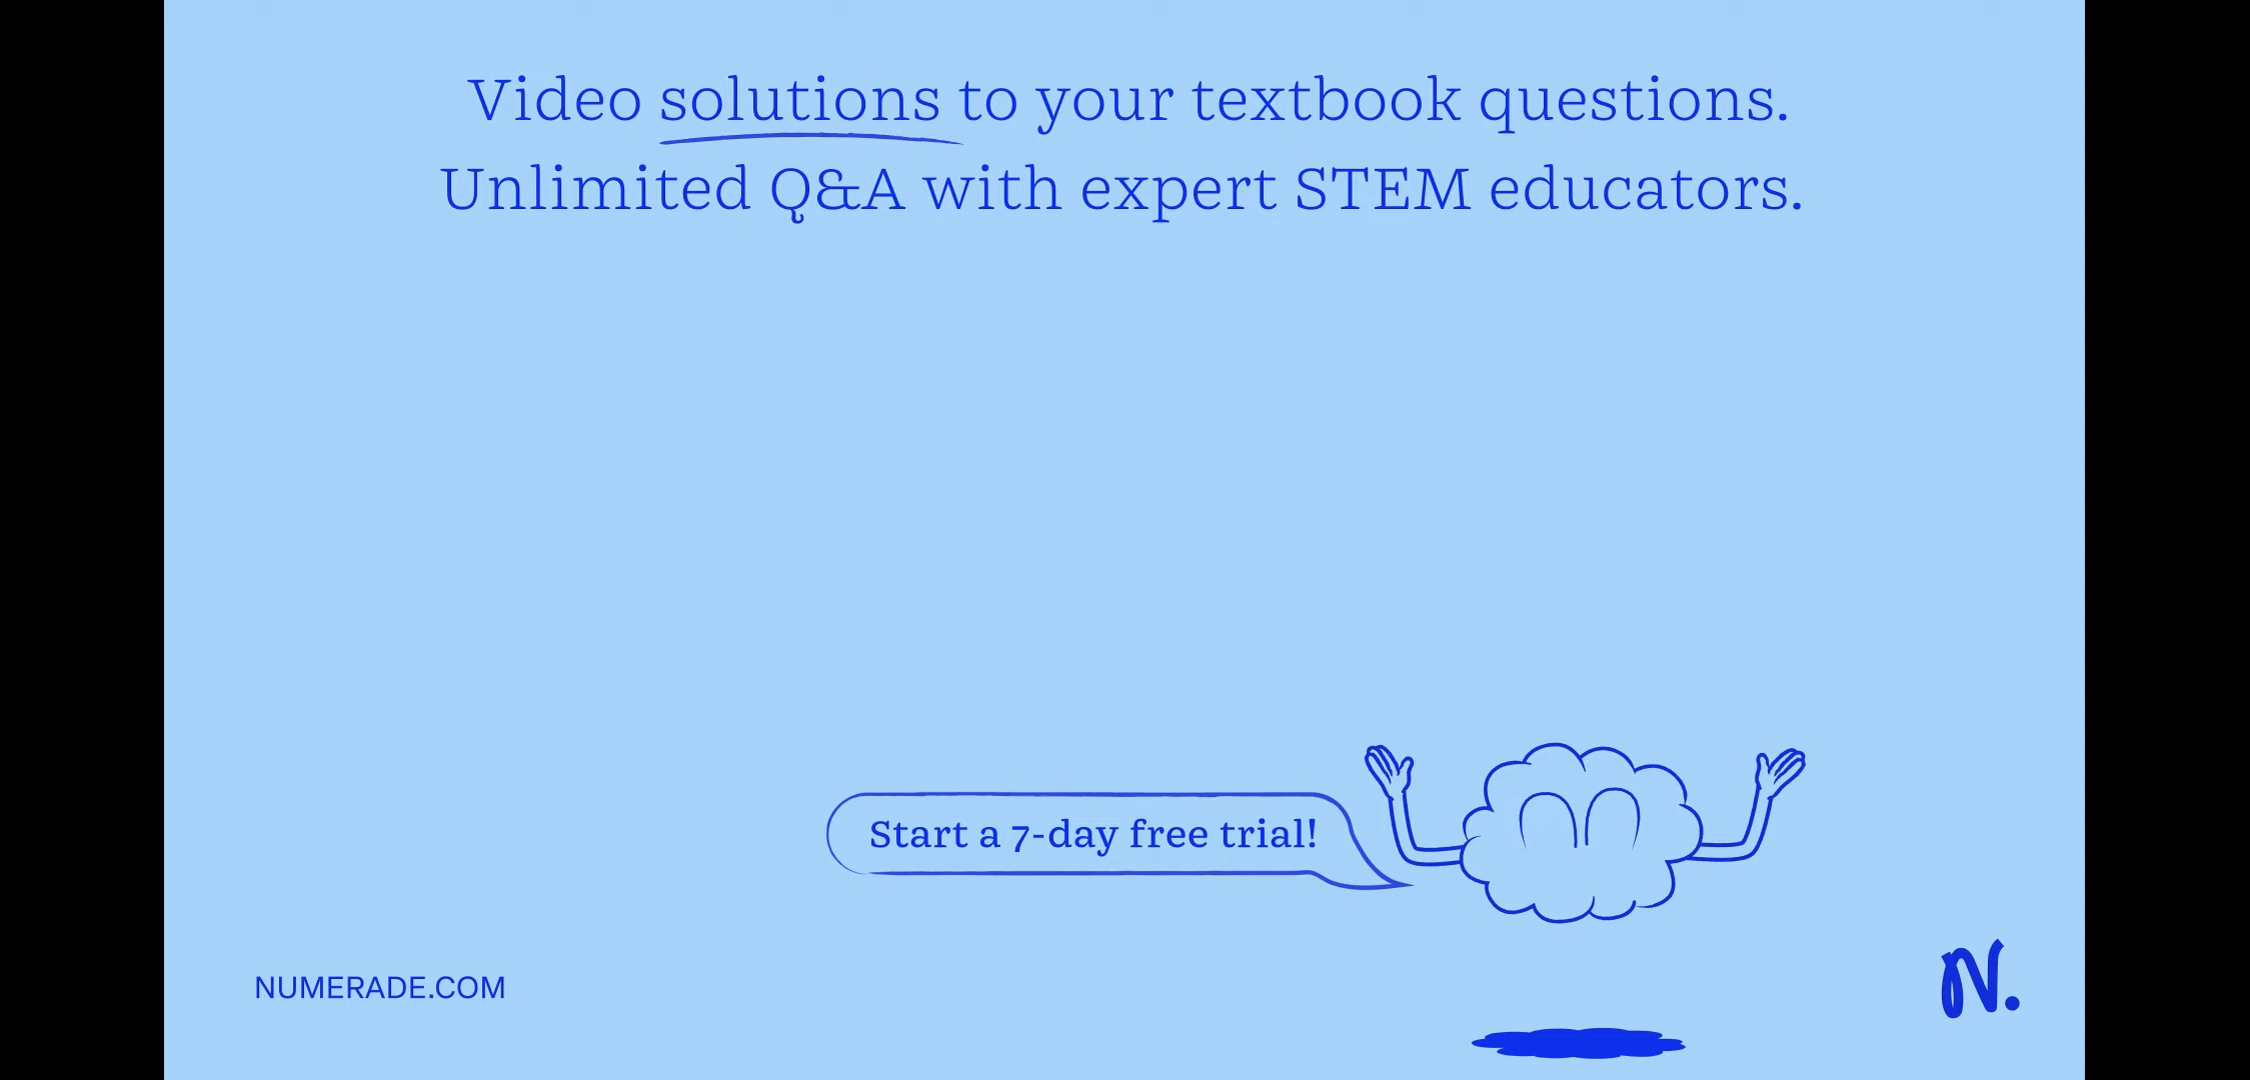 Video solutions to your textbook questions.
Unlimited Q&A with expert STEM educators.
Start a 7-day free trial!
NUMERADE.COM
N.